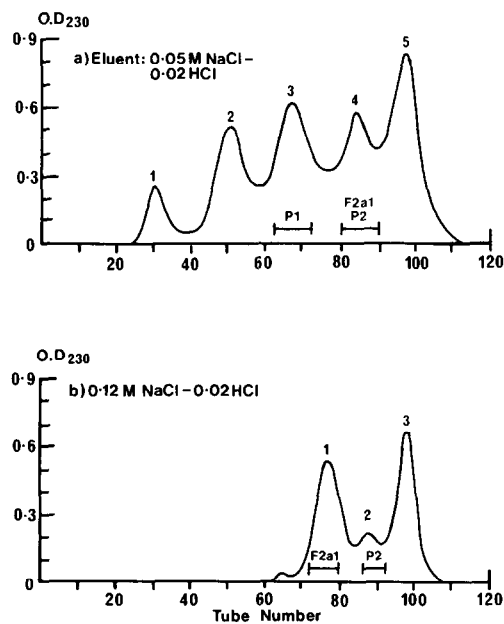 O.D230
0.9
a) Eluent: 0.05 M NaCl–
0.02 HCl
5
0.6
3
4
2
0.3
1
F2a1
P1
P2
0
20
40
60
80
100
120
O.D230
0.9
b) 0.12 M NaCl–0.02 HCl
3
0.6
1
0.3
2
F2a1
P2
0
20
40
60
80
100
120
Tube Number